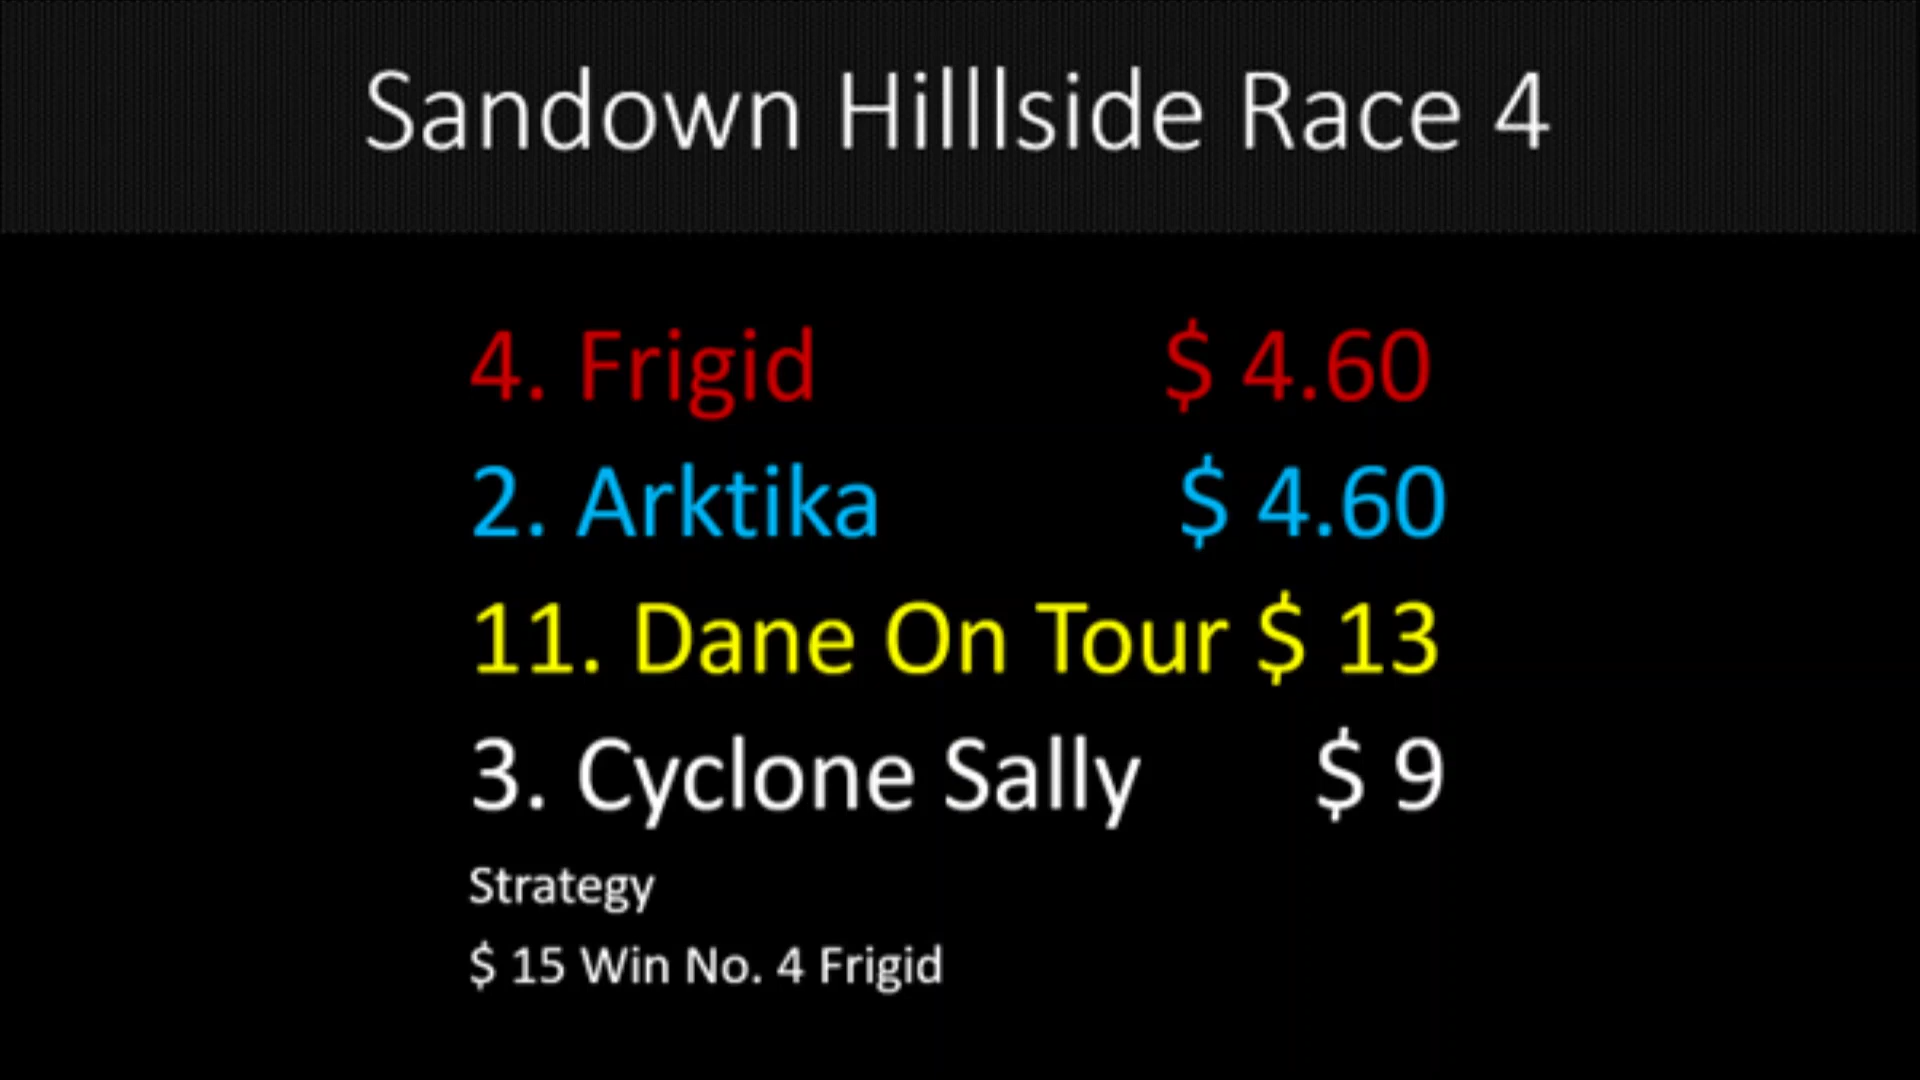 Sandown Hilllside Race 4
4. Frigid $ 4.60
2. Arktika $ 4.60
11. Dane On Tour $ 13
3. Cyclone Sally $ 9
Strategy
$ 15 Win No. 4 Frigid